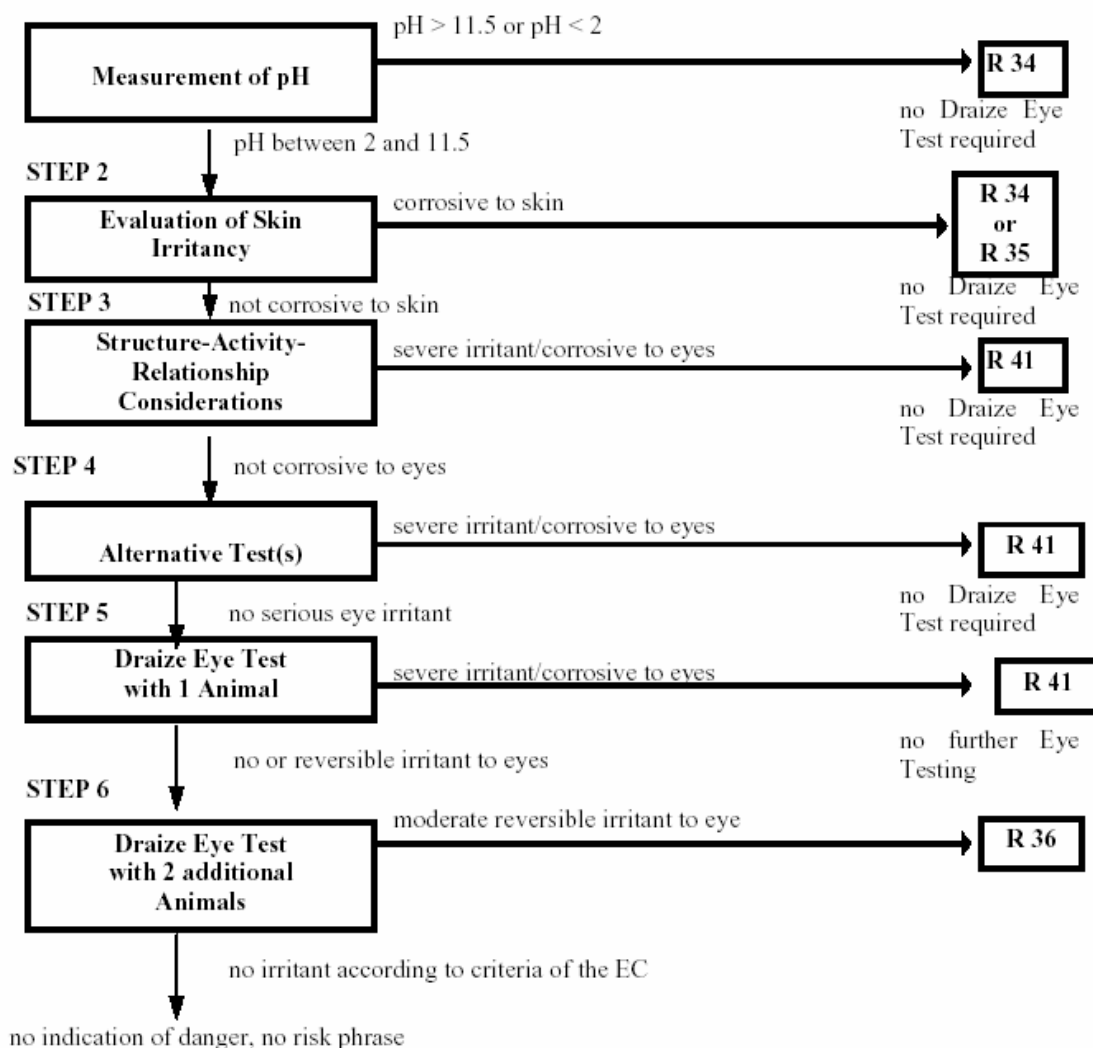 pH > 11.5 or pH < 2
Measurement of pH
R 34
no Draize Eye
Test required
pH between 2 and 11.5
STEP 2
Evaluation of Skin
Irritancy
corrosive to skin
R 34
or
R 35
no Draize Eye
Test required
STEP 3
not corrosive to skin
Structure-Activity-
Relationship
Considerations
severe irritant/corrosive to eyes
R 41
no Draize Eye
Test required
STEP 4
not corrosive to eyes
Alternative Test(s)
severe irritant/corrosive to eyes
R 41
no Draize Eye
Test required
STEP 5
no serious eye irritant
Draize Eye Test
with 1 Animal
severe irritant/corrosive to eyes
R 41
no further Eye
Testing
no or reversible irritant to eyes
STEP 6
Draize Eye Test
with 2 additional
Animals
moderate reversible irritant to eye
R 36
no irritant according to criteria of the EC
no indication of danger, no risk phrase